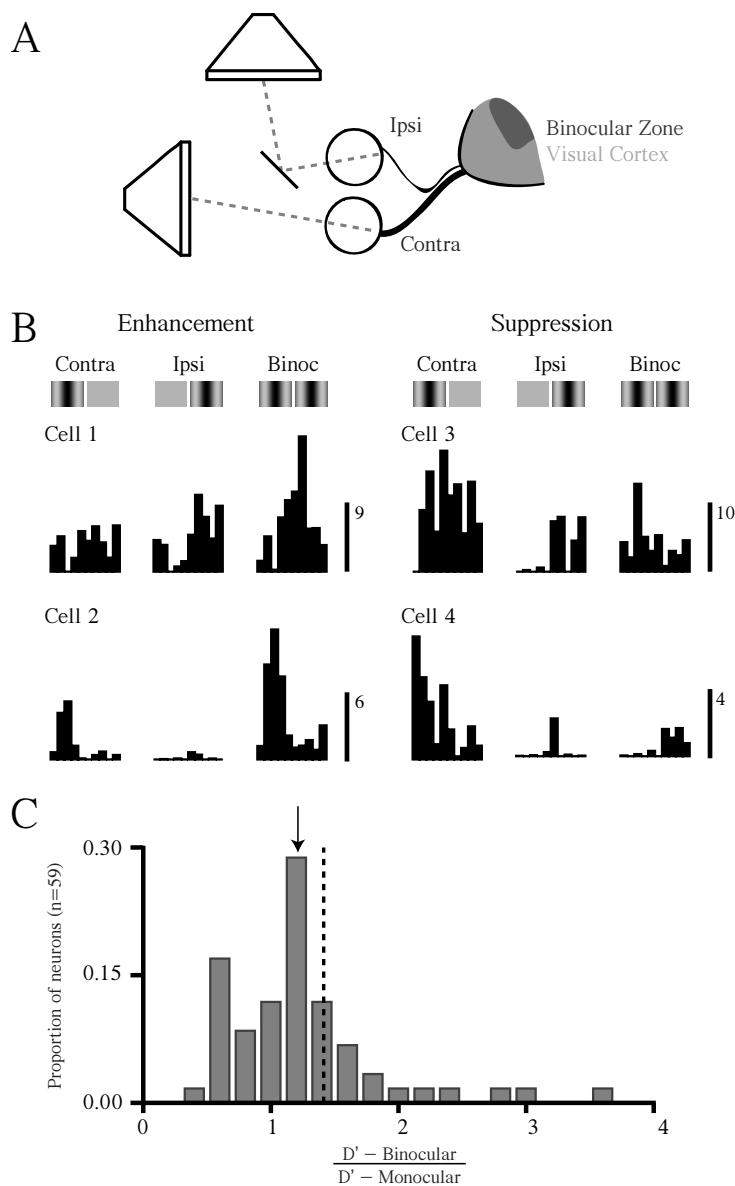 A
Ipsi
Binocular Zone
Visual Cortex
Contra
B
Enhancement
Suppression
Contra
Ipsi
Binoc
Contra
Ipsi
Binoc
Cell 1
9
Cell 3
10
Cell 2
6
Cell 4
4
C
Proportion of neurons (n=59)
0.30
0.15
0.00
0
1
2
3
4
D' – Binocular
D' – Monocular